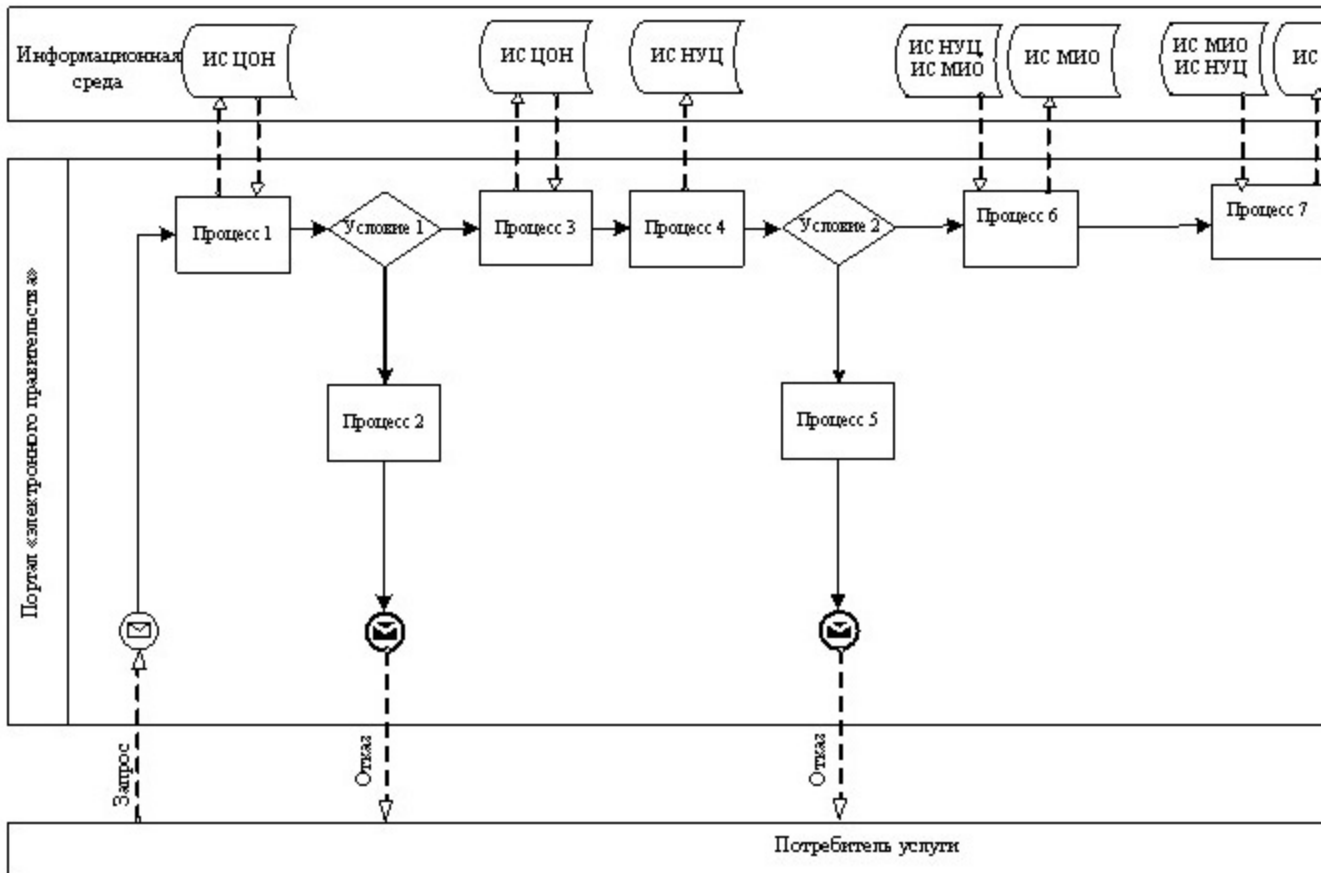 Информационная
среда
ИС ЦОН
ИС ЦОН
ИС НУЦ
ИС НУЦ
ИС МИО
ИС МИО
ИС МИО
ИС НУЦ
ИС
Портал «электронного правительства»
Процесс 1
Условие 1
Процесс 3
Процесс 4
Условие 2
Процесс 6
Процесс 7
Процесс 2
Процесс 5
Запрос
Отказ
Отказ
Потребитель услуги